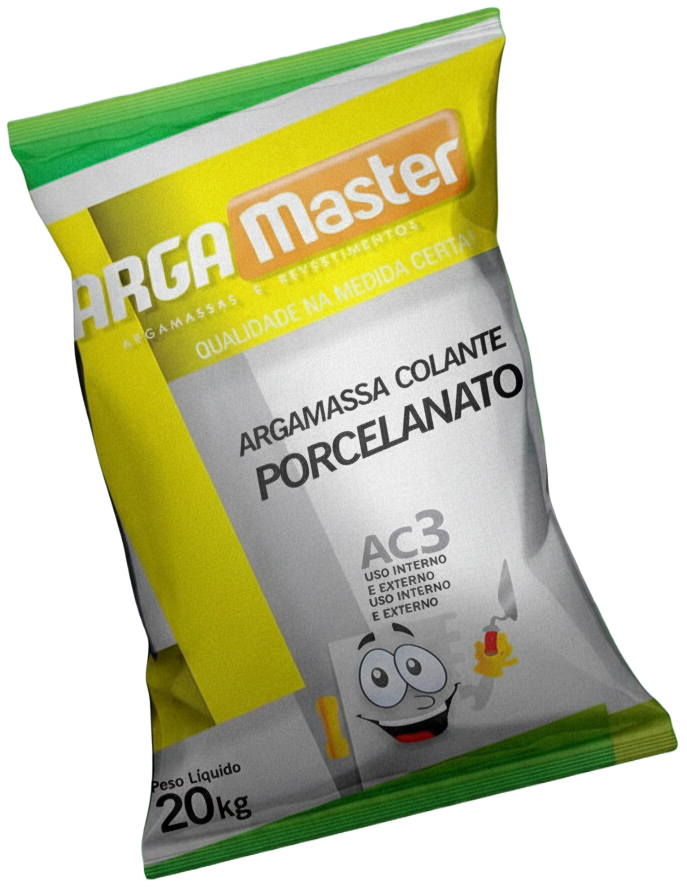 ARGA Master
ARGAMASSAS E REVESTIMENTOS
QUALIDADE NA MEDIDA CERTA!
ARGAMASSA COLANTE
PORCELANATO
AC3
USO INTERNO
E EXTERNO
USO INTERNO
E EXTERNO
Peso Liquido
20kg